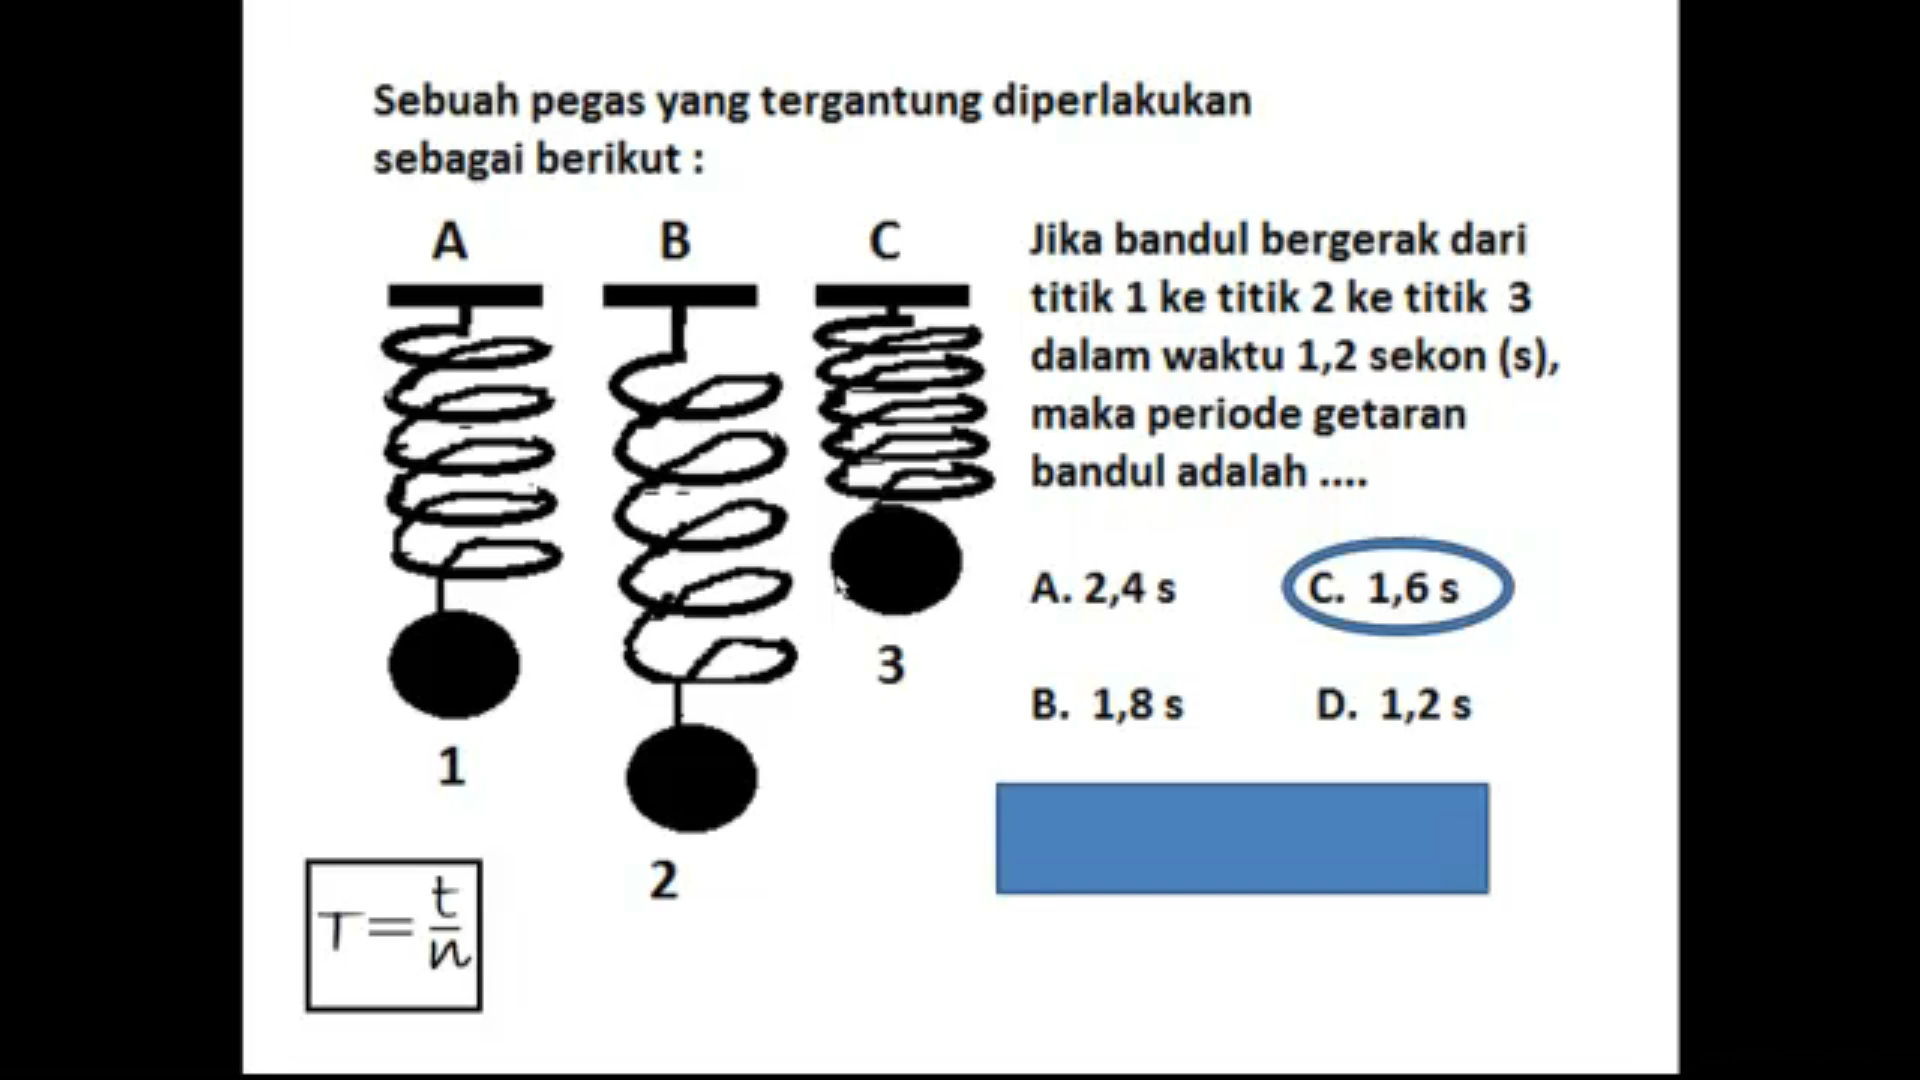 Sebuah pegas yang tergantung diperlakukan
sebagai berikut :
A B C
Jika bandul bergerak dari
titik 1 ke titik 2 ke titik 3
dalam waktu 1,2 sekon (s),
maka periode getaran
bandul adalah ....
A. 2,4 s
C. 1,6 s
B. 1,8 s
D. 1,2 s
1
2
3
T = t/n